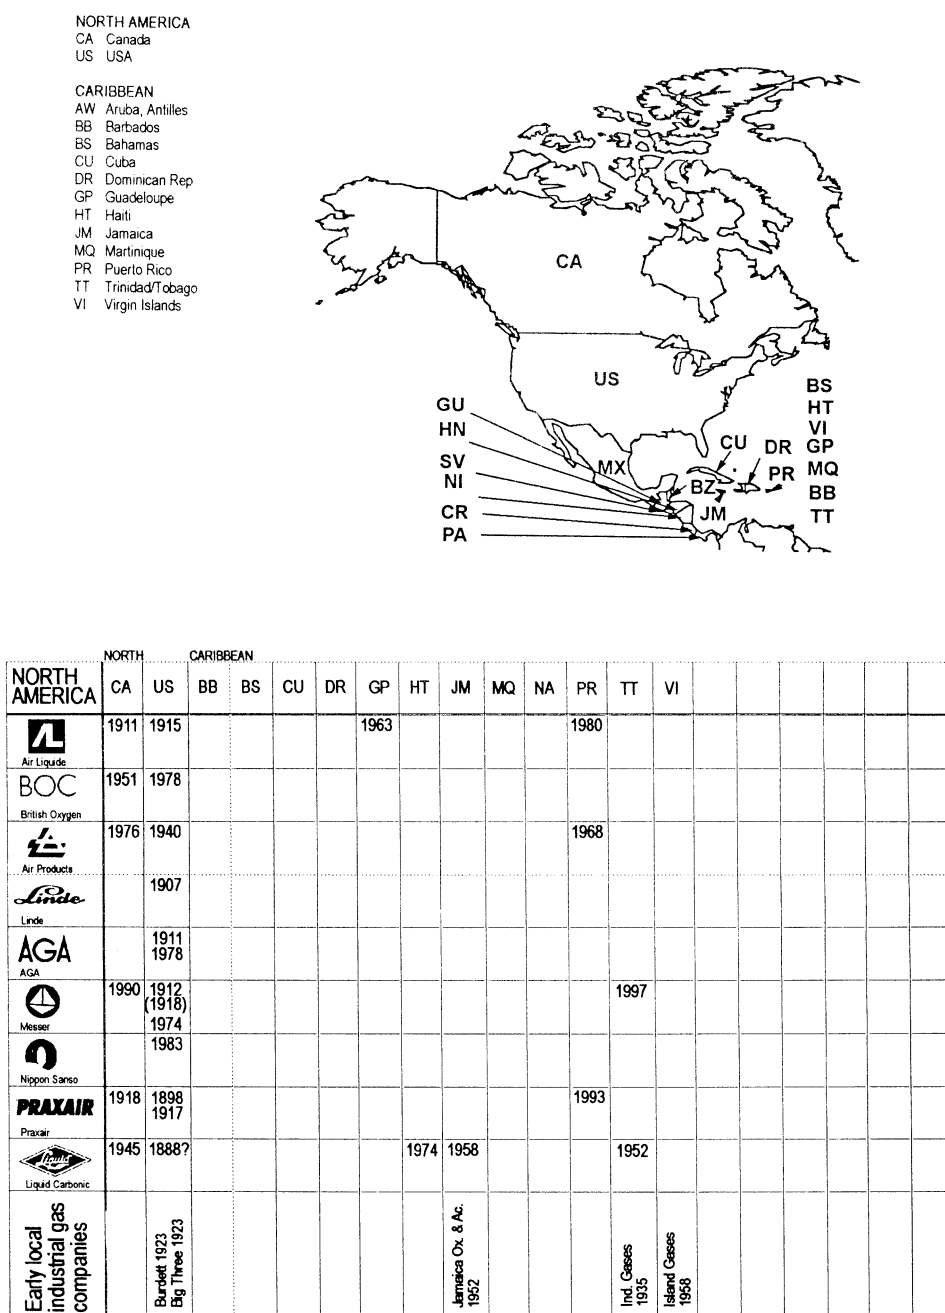 NORTH AMERICA
CA Canada
US USA
CARIBBEAN
AW Aruba, Antilles
BB Barbados
BS Bahamas
CU Cuba
DR Dominican Rep
GP Guadeloupe
HT Haiti
JM Jamaica
MQ Martinique
PR Puerto Rico
TT Trinidad/Tobago
VI Virgin Islands
CA
US
GU
HN
SV
NI
CR
PA
MX
BZ
CU
JM
DR
PR
BS
HT
VI
GP
MQ
BB
TT
NORTH CARIBBEAN
NORTH AMERICA CA US BB BS CU DR GP HT JM MQ NA PR TT VI
Air Liquide 1911 1915 1963 1980
BOC
British Oxygen 1951 1978
Air Products 1976 1940 1968
Linde
Linde 1907
AGA
AGA 1911
1978
Messer 1990 1912
(1918)
1974
1997
Nippon Sanso 1983
PRAXAIR
Praxair 1918 1898
1917
1993
Liquid
Liquid Carbonic 1945 1888? 1974 1958 1952
Early local
industrial gas
companies
Burdett 1923
Big Three 1923
Jamaica Ox. & Ac.
1952
Ind. Gases
1935
Island Gases
1958